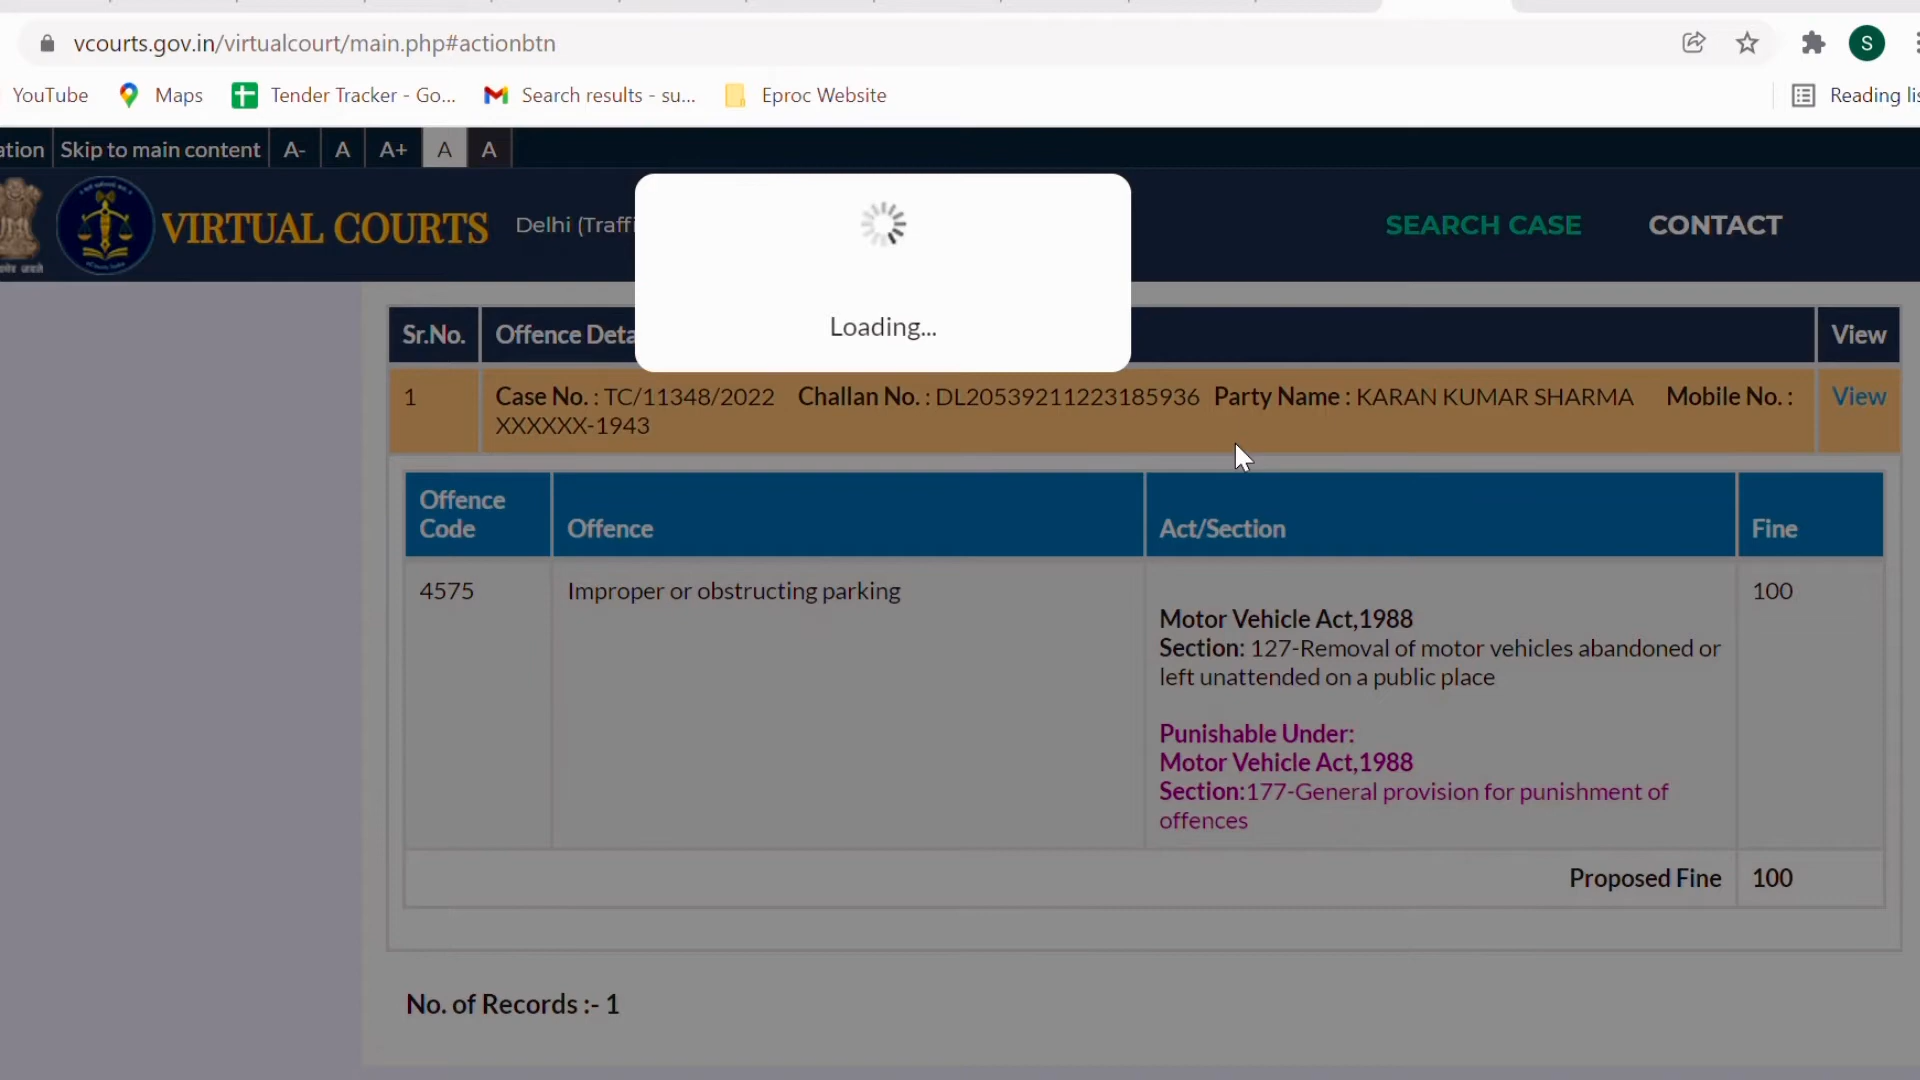 vcourts.gov.in/virtualcourt/main.php#actionbtn
S
YouTube Maps Tender Tracker - Go... Search results - su... Eproc Website Reading lis
ation Skip to main content A- A A+ A A
VIRTUAL COURTS Delhi (Traffi SEARCH CASE CONTACT
Loading...
Sr.No. Offence Deta View
1 Case No. : TC/11348/2022 Challan No. : DL20539211223185936 Party Name : KARAN KUMAR SHARMA Mobile No. : View
XXXXXX-1943
Offence
Code Offence Act/Section Fine
4575 Improper or obstructing parking 100
Motor Vehicle Act,1988
Section: 127-Removal of motor vehicles abandoned or
left unattended on a public place
Punishable Under:
Motor Vehicle Act,1988
Section:177-General provision for punishment of
offences
Proposed Fine 100
No. of Records :- 1